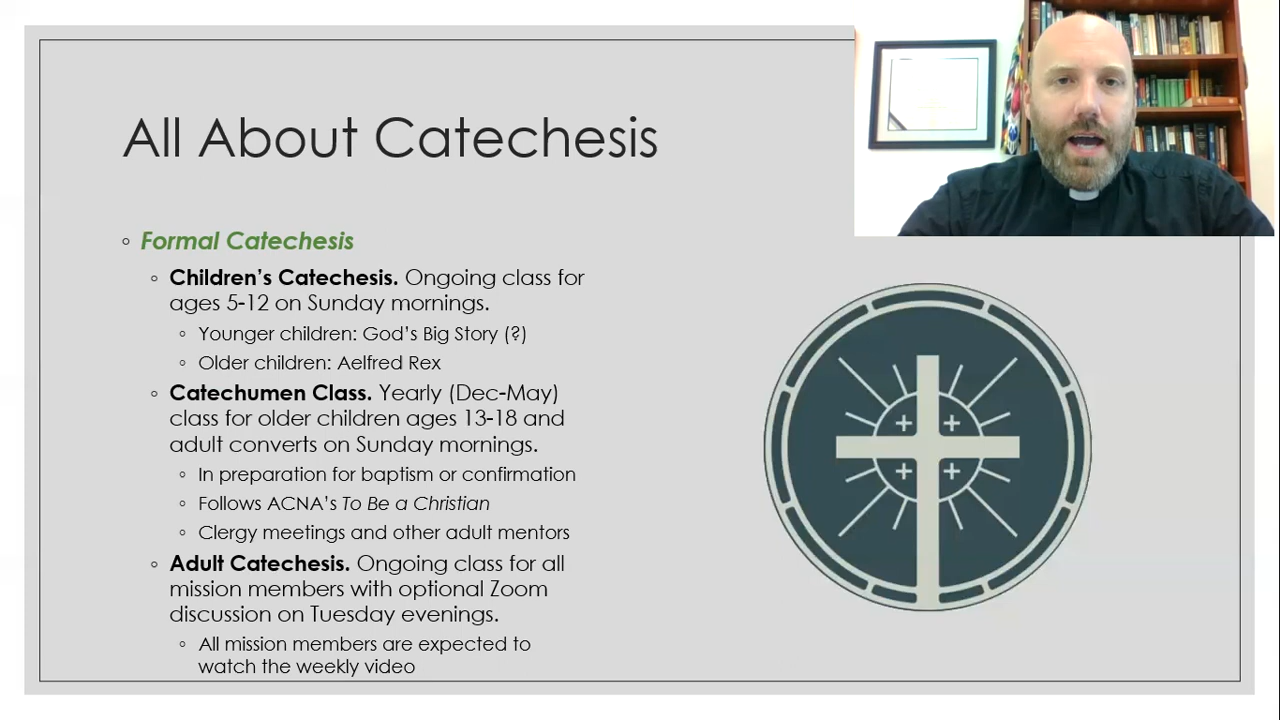 All About Catechesis
Formal Catechesis
Children's Catechesis. Ongoing class for
ages 5-12 on Sunday mornings.
Younger children: God's Big Story (?)
Older children: Aelfred Rex
Catechumen Class. Yearly (Dec-May)
class for older children ages 13-18 and
adult converts on Sunday mornings.
In preparation for baptism or confirmation
Follows ACNA's To Be a Christian
Clergy meetings and other adult mentors
Adult Catechesis. Ongoing class for all
mission members with optional Zoom
discussion on Tuesday evenings.
All mission members are expected to
watch the weekly video